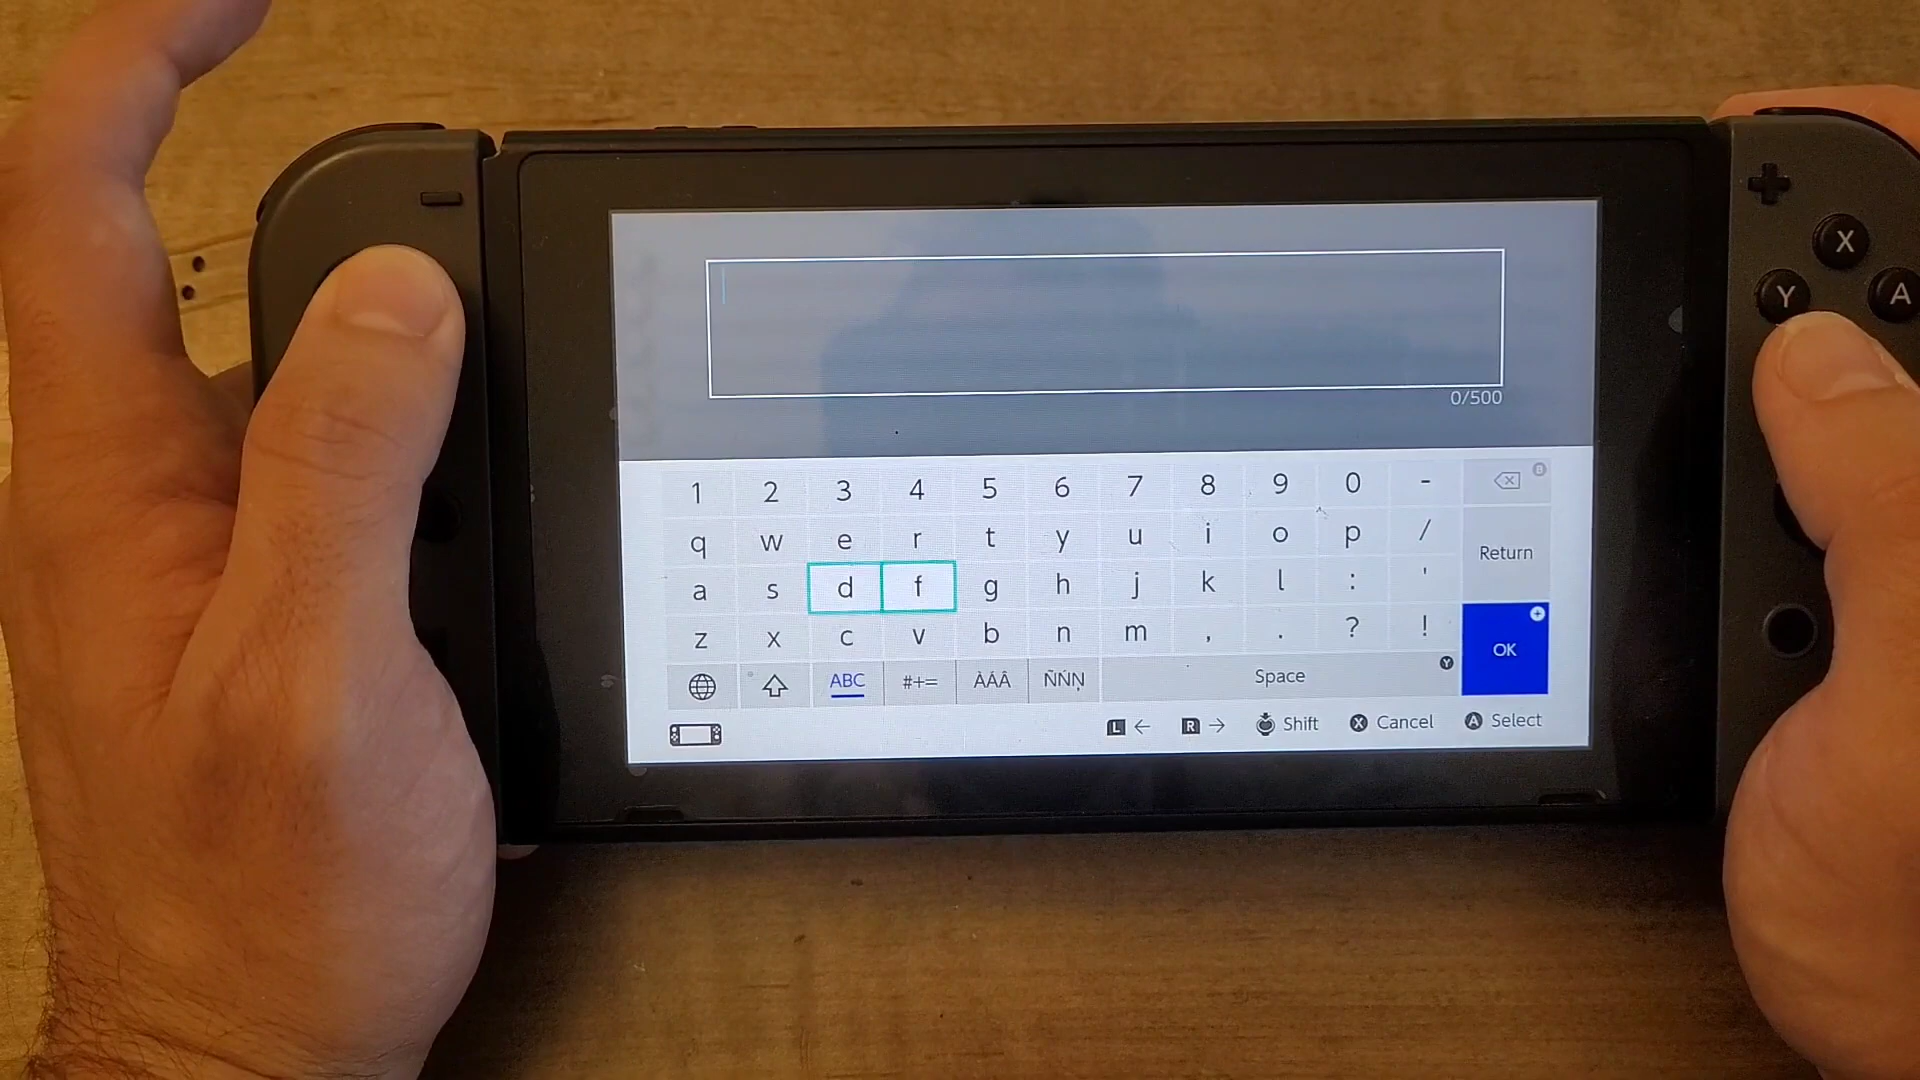 X
Y A
0/500
1 2 3 4 5 6 7 8 9 0 -
q w e r t y u i o p /
Return
a s d f g h j k l : '
z x c v b n m , . ? !
OK
ABC #+= ÀÁÂ ÑŃŅ Space Y
L ← R → Shift X Cancel A Select